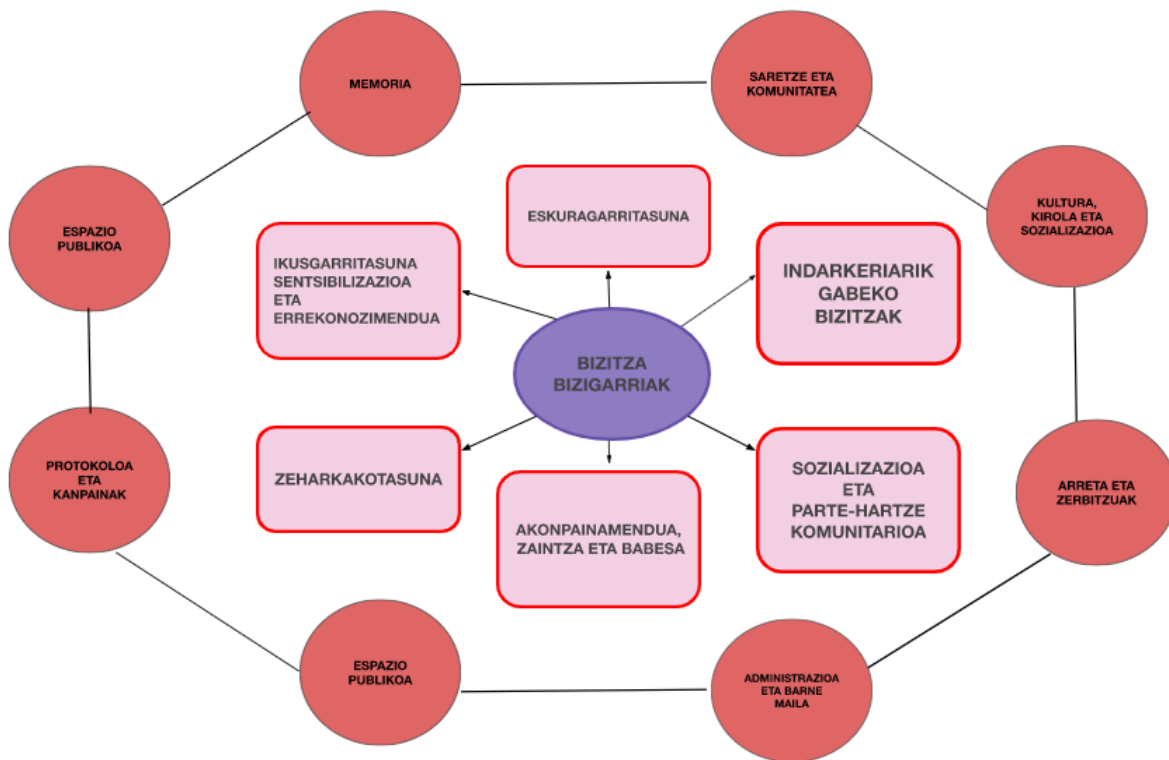 MEMORIA
SARETZE ETA
KOMUNITATEA
ESPAZIO
PUBLIKOA
ESKURAGARRITASUNA
KULTURA,
KIROLA ETA
SOZIALIZAZIOA
IKUSGARRITASUNA
SENTSIBILIZAZIOA
ETA
ERREKONOZIMENDUA
INDARKERIARIK
GABEKO
BIZITZAK
BIZITZA
BIZIGARRIAK
PROTOKOLOA
ETA
KANPAINAK
ZEHARKAKOTASUNA
AKONPAINAMENDUA,
ZAINTZA ETA BABESA
SOZIALIZAZIOA
ETA
PARTE-HARTZE
KOMUNITARIOA
ARRETA ETA
ZERBITZUAK
ESPAZIO
PUBLIKOA
ADMINISTRAZIOA
ETA BARNE
MAILA